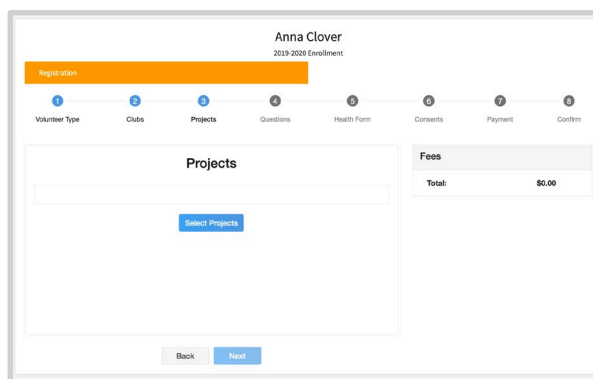 Anna Clover
2019-2020 Enrollment
Registration
1 2 3 4 5 6 7 8
Volunteer Type Clubs Projects Questions Health Form Consents Payment Confirm
Projects
Select Projects
Fees
Total: $0.00
Back Next